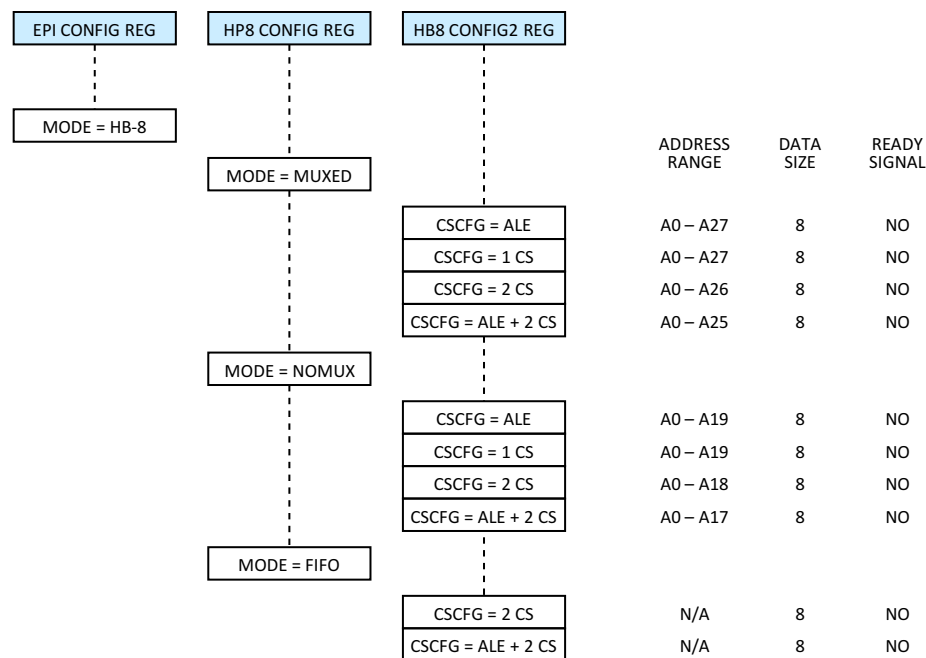 EPI CONFIG REG HP8 CONFIG REG HB8 CONFIG2 REG
MODE = HB-8
ADDRESS RANGE DATA SIZE READY SIGNAL
MODE = MUXED
CSCFG = ALE A0 – A27 8 NO
CSCFG = 1 CS A0 – A27 8 NO
CSCFG = 2 CS A0 – A26 8 NO
CSCFG = ALE + 2 CS A0 – A25 8 NO
MODE = NOMUX
CSCFG = ALE A0 – A19 8 NO
CSCFG = 1 CS A0 – A19 8 NO
CSCFG = 2 CS A0 – A18 8 NO
CSCFG = ALE + 2 CS A0 – A17 8 NO
MODE = FIFO
CSCFG = 2 CS N/A 8 NO
CSCFG = ALE + 2 CS N/A 8 NO